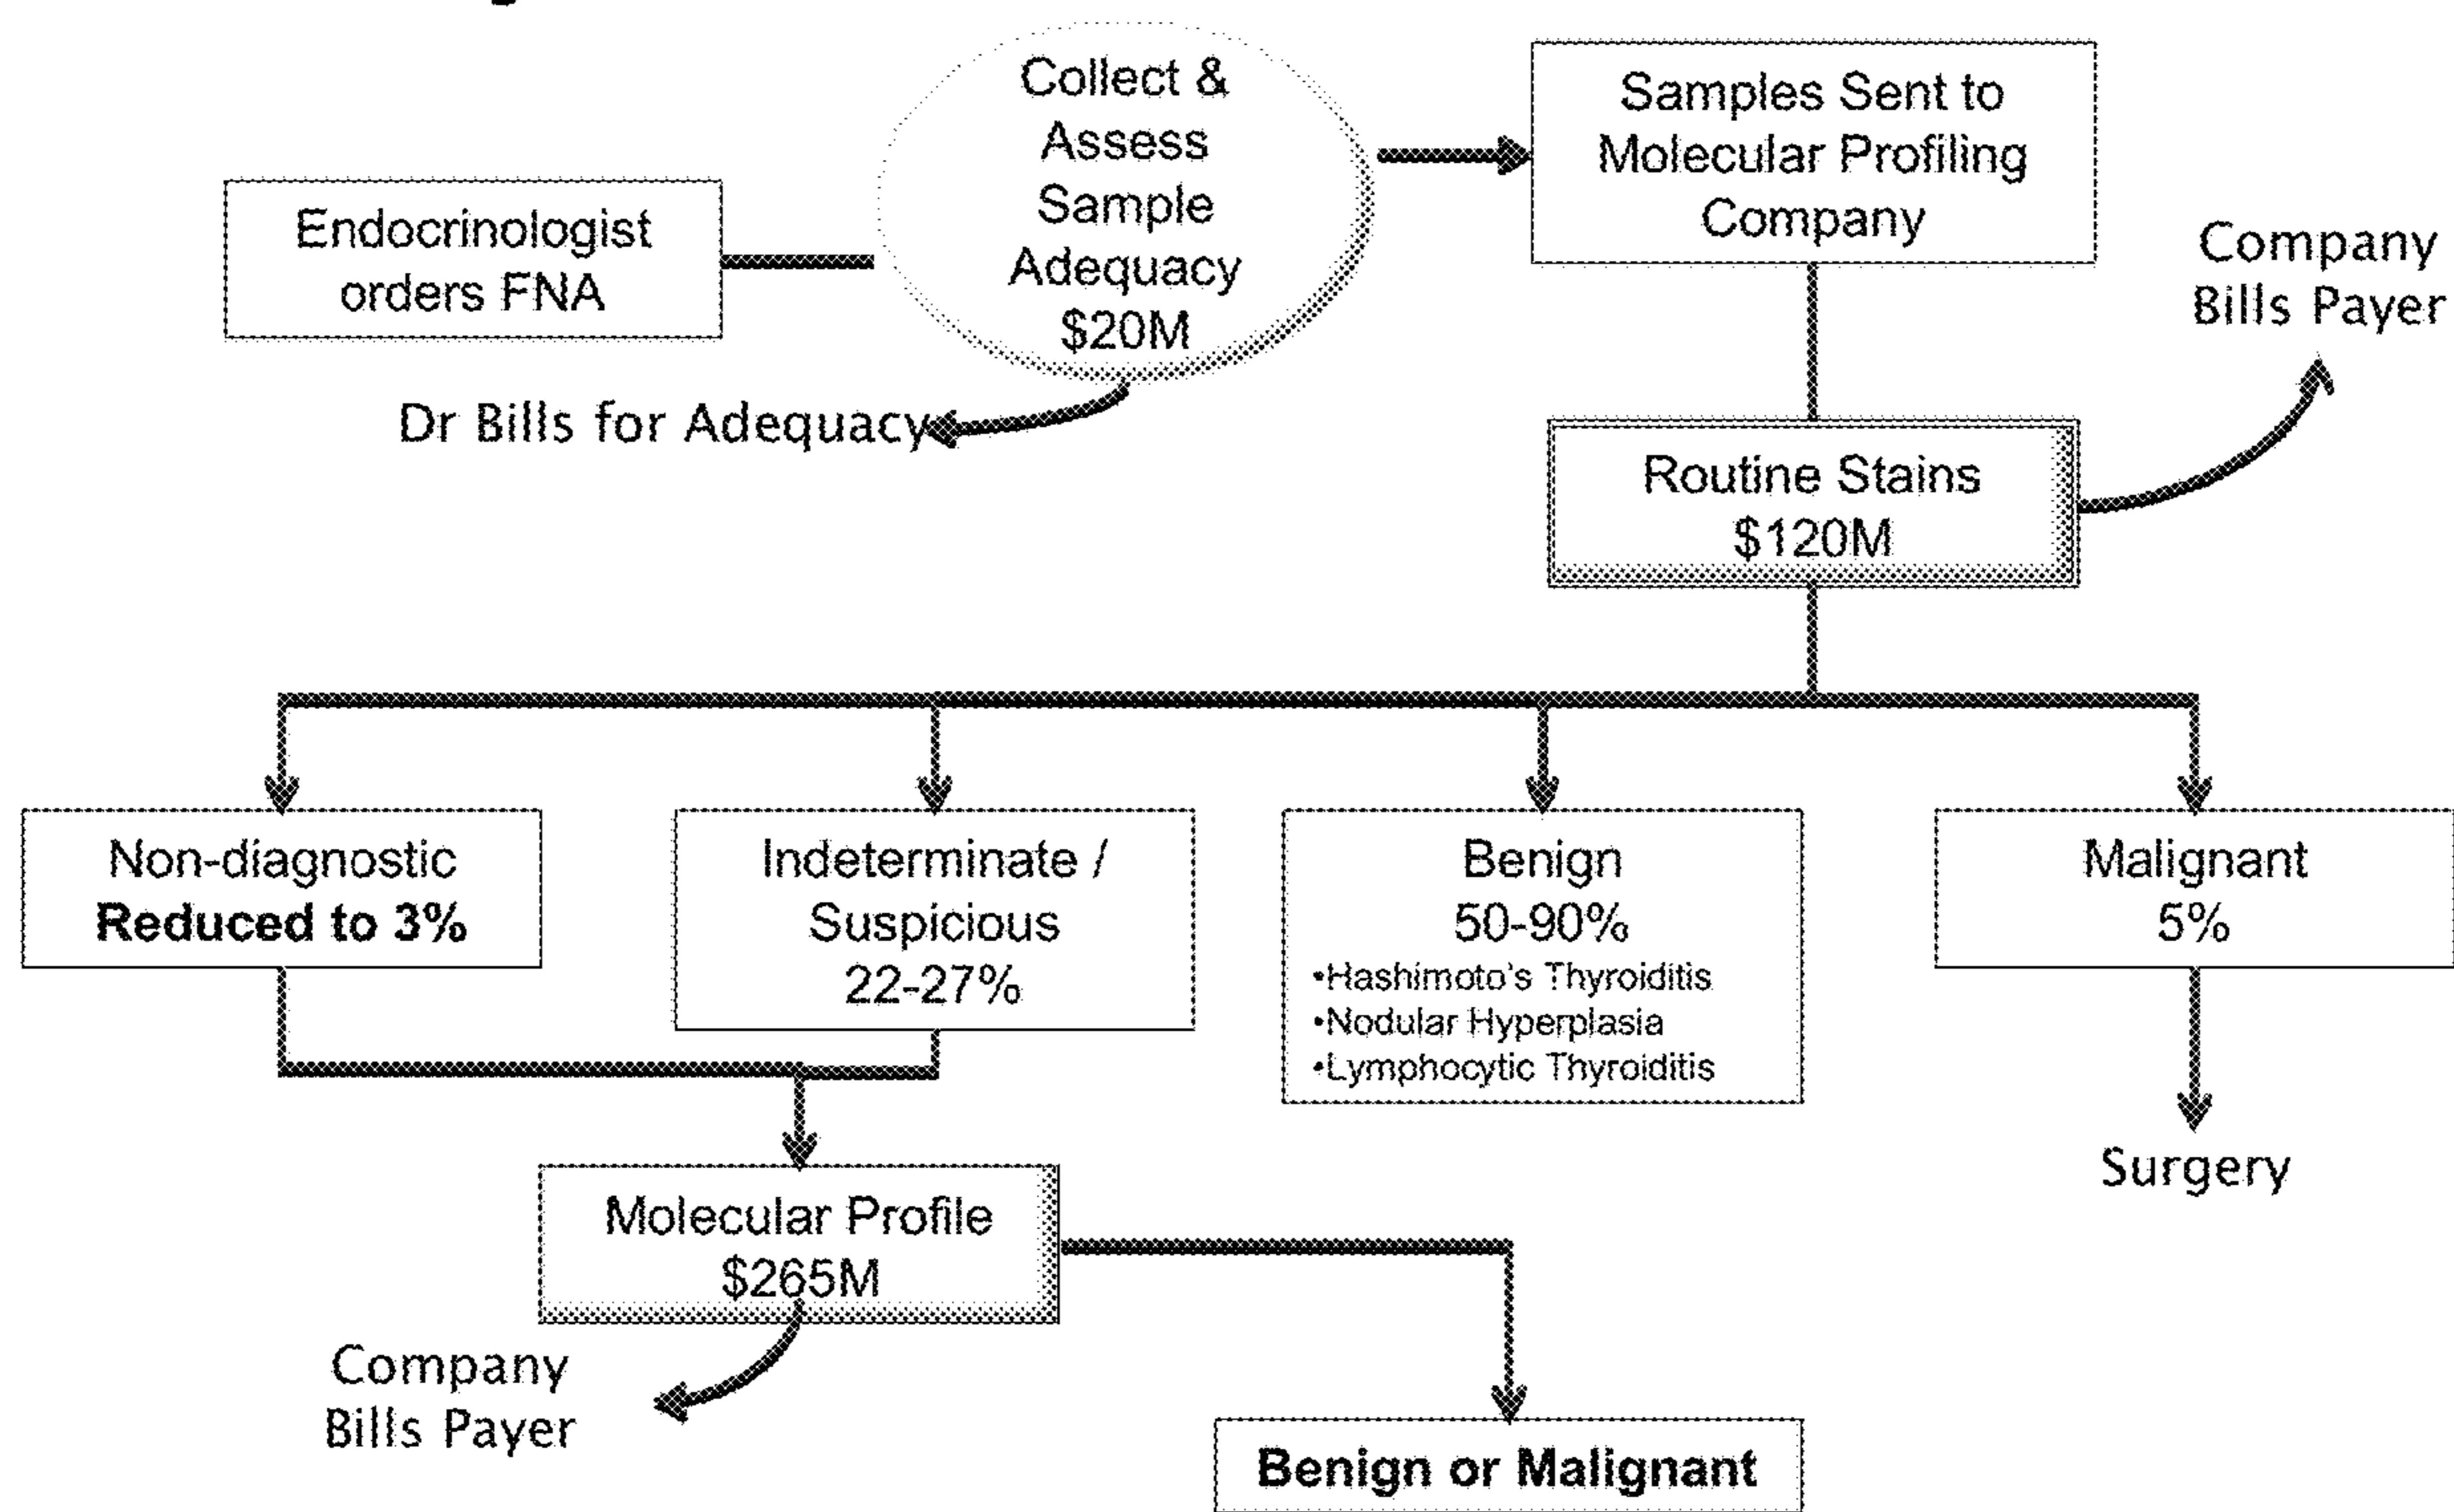 Collect &
Assess
Sample
Adequacy
$20M
Samples Sent to
Molecular Profiling
Company
Endocrinologist
orders FNA
Company
Bills Payer
Dr Bills for Adequacy
Routine Stains
$120M
Non-diagnostic
Reduced to 3%
Indeterminate /
Suspicious
22-27%
Benign
50-90%
•Hashimoto's Thyroiditis
•Nodular Hyperplasia
•Lymphocytic Thyroiditis
Malignant
5%
Surgery
Molecular Profile
$265M
Company
Bills Payer
Benign or Malignant